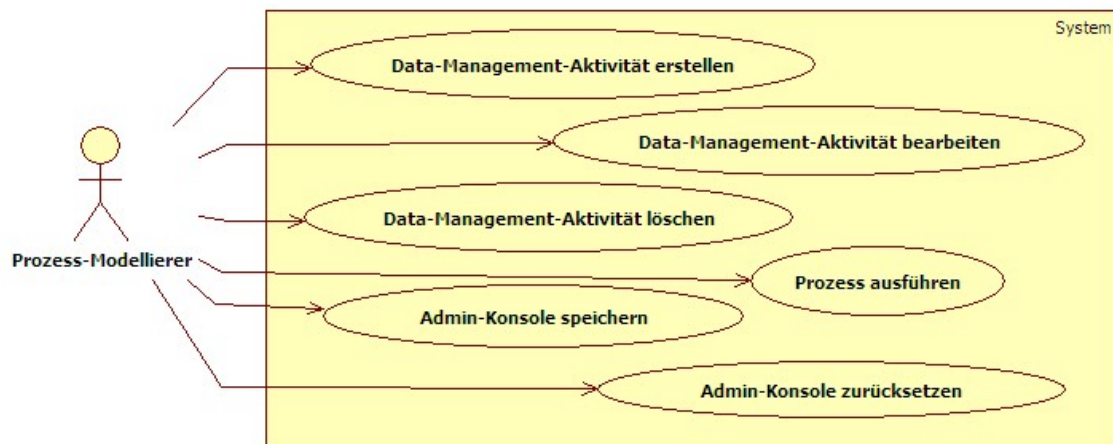 System
Data-Management-Aktivität erstellen
Data-Management-Aktivität bearbeiten
Data-Management-Aktivität löschen
Prozess-Modellierer
Prozess ausführen
Admin-Konsole speichern
Admin-Konsole zurücksetzen